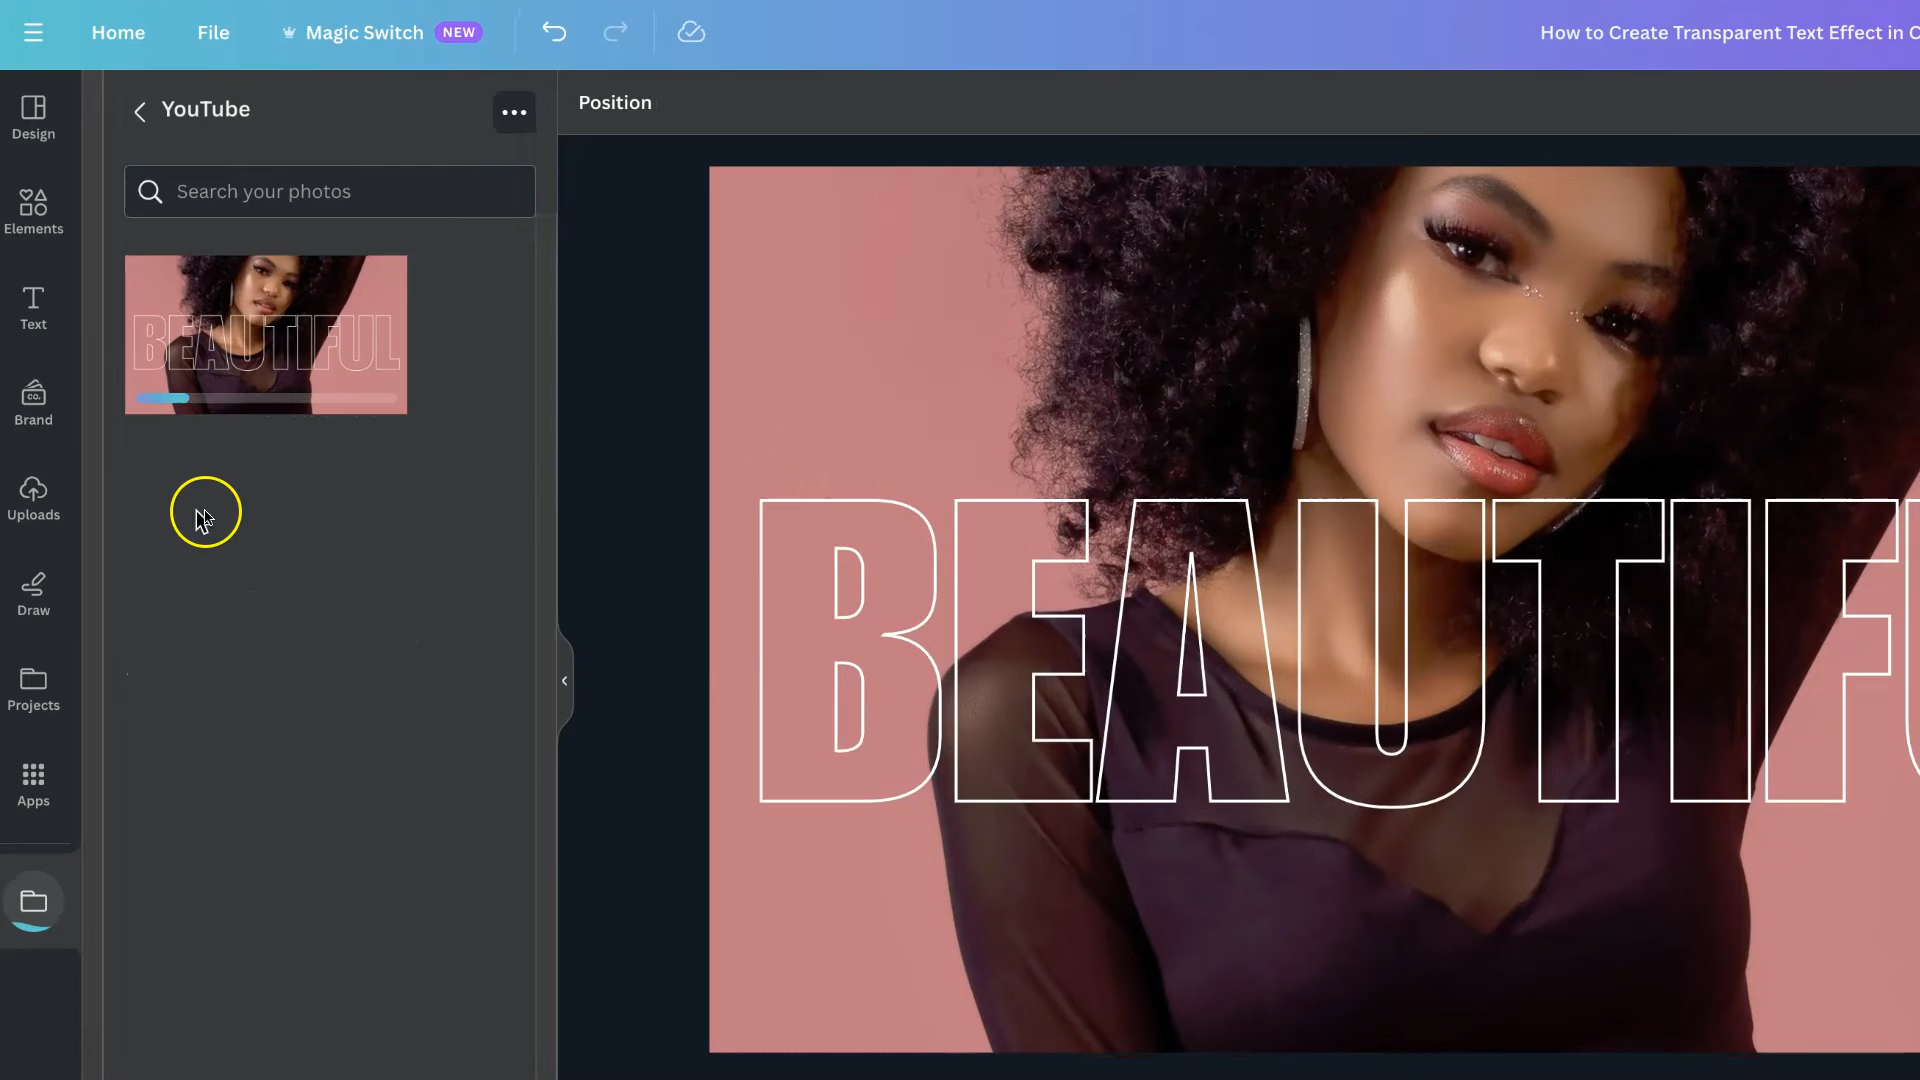 Home File Magic Switch NEW How to Create Transparent Text Effect in C
Design
Elements
Text
CO.
Brand
Uploads
Draw
Projects
Apps
YouTube
Search your photos
BEAUTIFUL
Position
BEAUTIFU